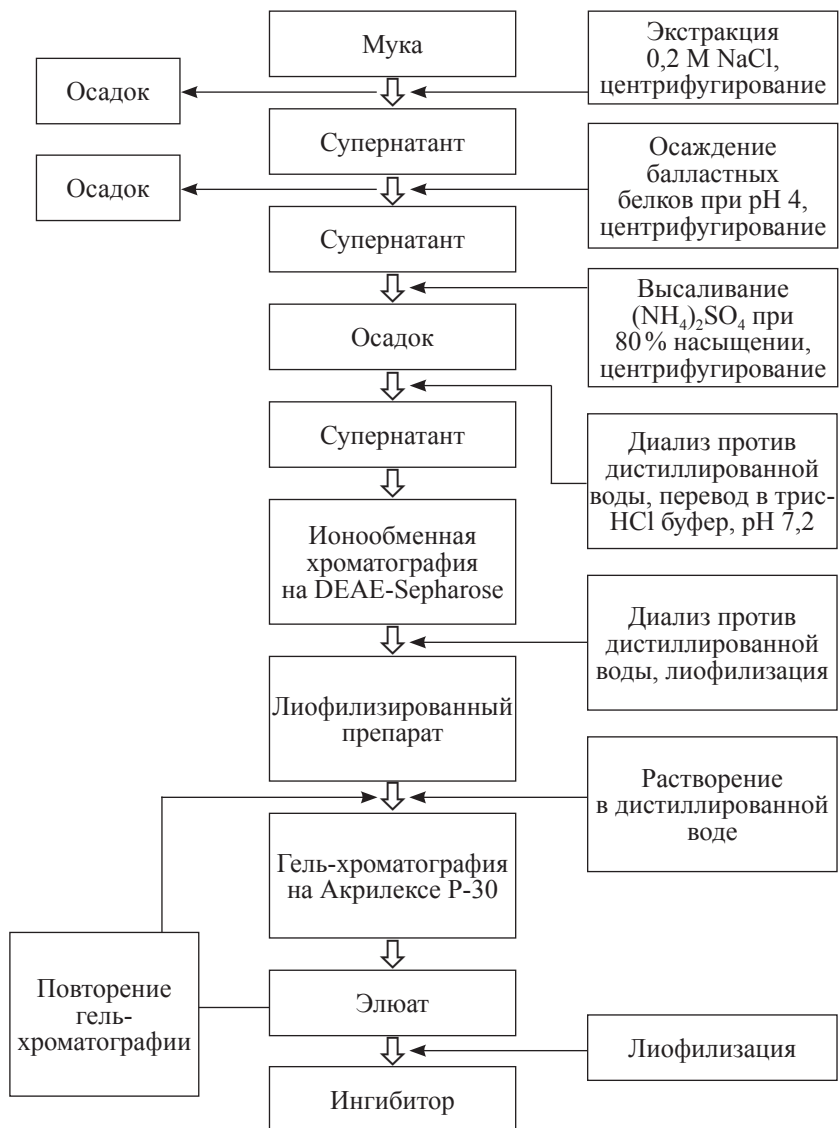 Мука
Экстракция
0,2 М NaCl,
центрифугирование
Осадок
Супернатант
Осаждение
балластных
белков при pH 4,
центрифугирование
Осадок
Супернатант
Высаливание
(NH₄)₂SO₄ при
80 % насыщении,
центрифугирование
Осадок
Супернатант
Диализ против
дистиллированной
воды, перевод в трис-
HCl буфер, pH 7,2
Ионообменная
хроматография
на DEAE-Sepharose
Диализ против
дистиллированной
воды, лиофилизация
Лиофилизированный
препарат
Растворение
в дистиллированной
воде
Гель-хроматография
на Акрилексе P-30
Повторение
гель-
хроматографии
Элюат
Лиофилизация
Ингибитор